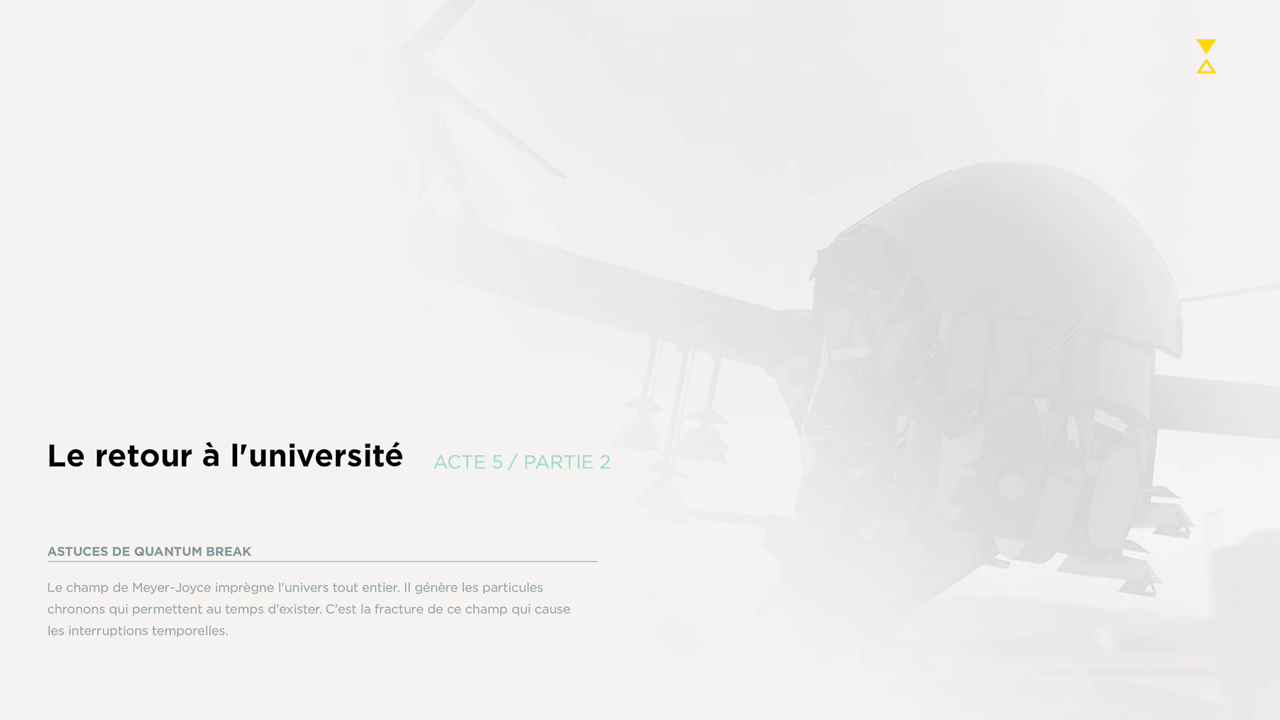 Le retour à l'université ACTE 5 / PARTIE 2
ASTUCES DE QUANTUM BREAK
Le champ de Meyer-Joyce imprègne l'univers tout entier. Il génère les particules
chronons qui permettent au temps d'exister. C'est la fracture de ce champ qui cause
les interruptions temporelles.